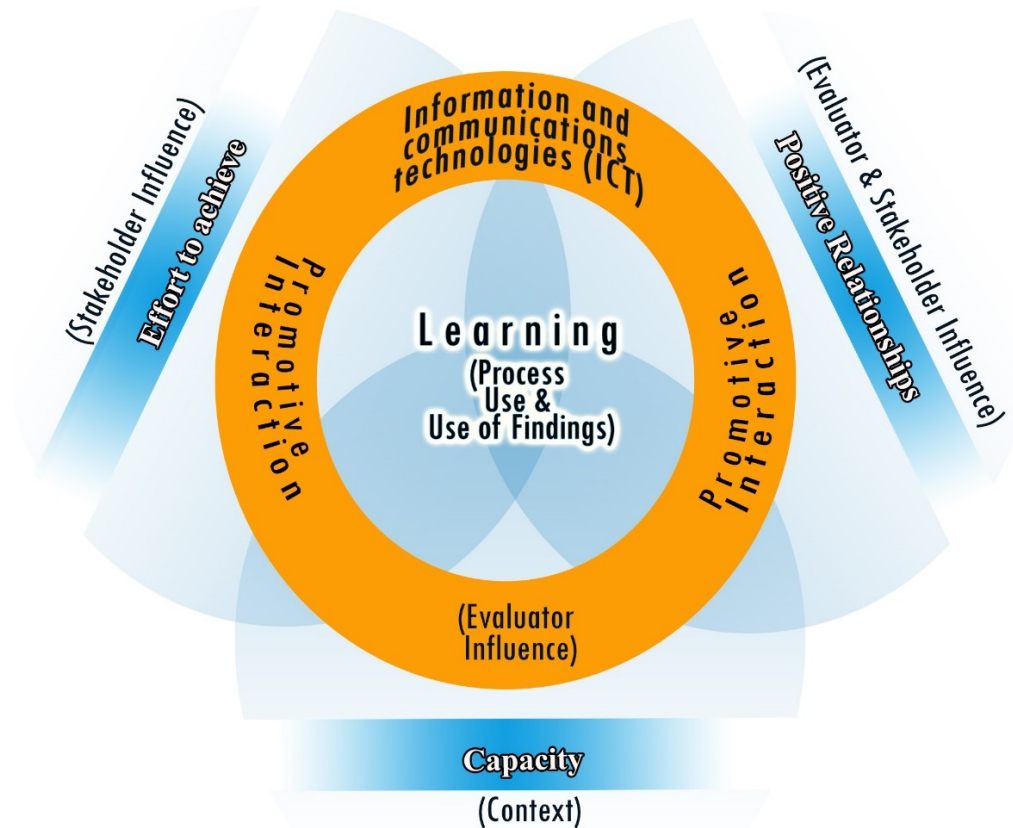 Information and
communications
technologies (ICT)
(Stakeholder Influence)
Effort to achieve
(Evaluator & Stakeholder Influence)
Positive Relationships
Promotive
Interaction
Learning
(Process
Use &
Use of Findings)
Promotive
Interaction
(Evaluator
Influence)
Capacity
(Context)